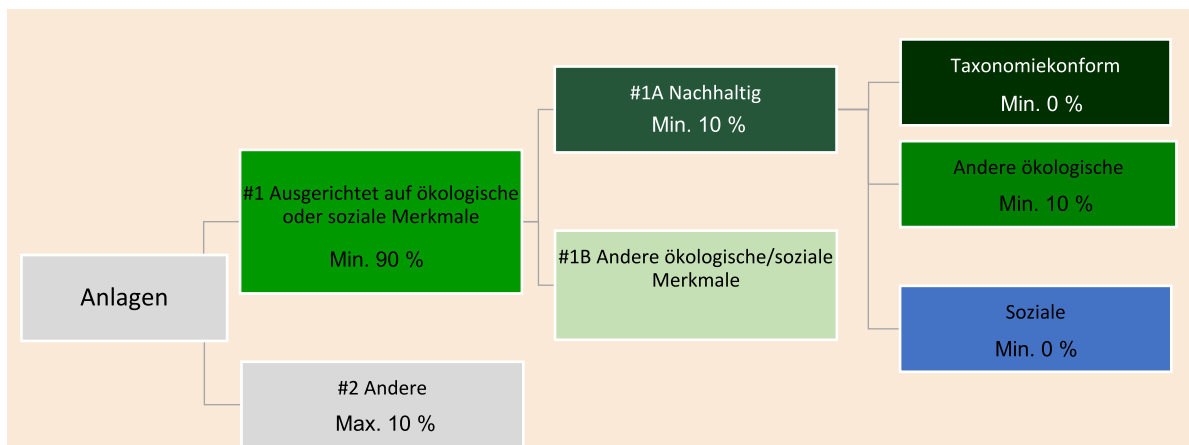 Anlagen
#1 Ausgerichtet auf ökologische
oder soziale Merkmale
Min. 90 %
#2 Andere
Max. 10 %
#1A Nachhaltig
Min. 10 %
#1B Andere ökologische/soziale
Merkmale
Taxonomiekonform
Min. 0 %
Andere ökologische
Min. 10 %
Soziale
Min. 0 %